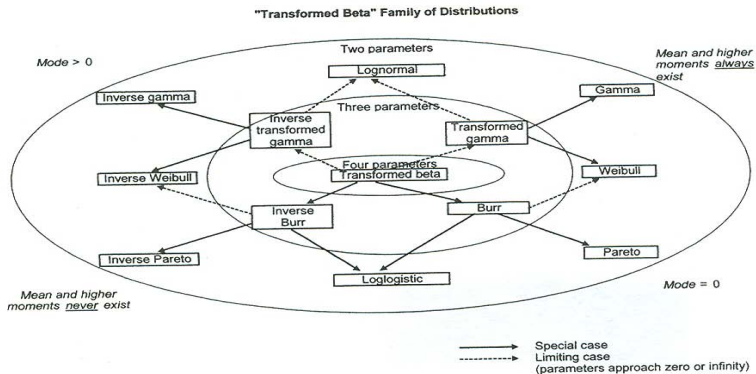 "Transformed Beta" Family of Distributions
Two parameters
Mode > 0
Mean and higher
moments always
exist
Lognormal
Inverse gamma
Gamma
Three parameters
Inverse
transformed
gamma
Transformed
gamma
Four parameters
Transformed beta
Inverse Weibull
Weibull
Inverse
Burr
Burr
Inverse Pareto
Pareto
Loglogistic
Mean and higher
moments never exist
Mode = 0
Special case
Limiting case
(parameters approach zero or infinity)